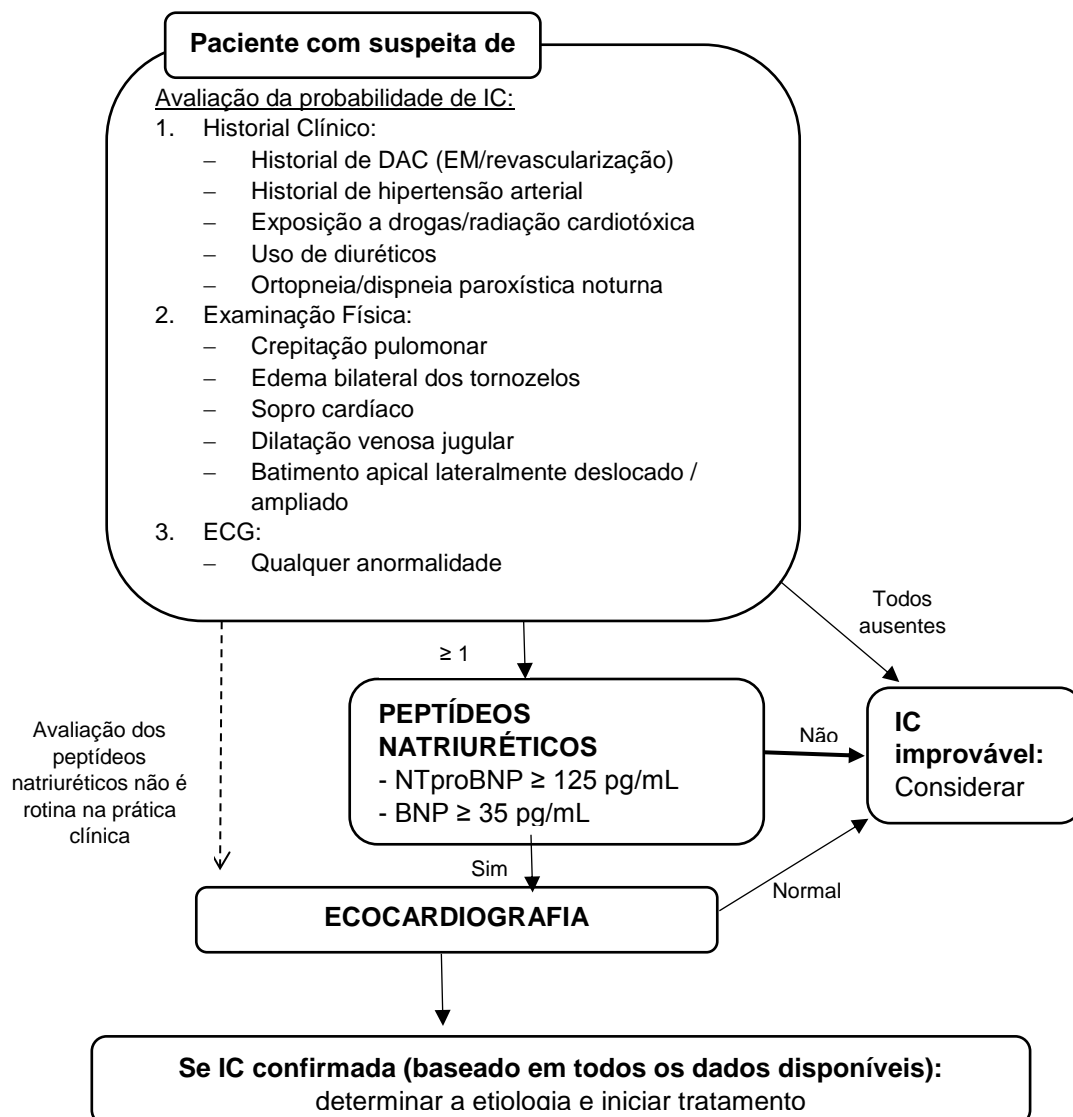 Paciente com suspeita de
Avaliação da probabilidade de IC:
1. Historial Clínico:
− Historial de DAC (EM/revascularização)
− Historial de hipertensão arterial
− Exposição a drogas/radiação cardiotóxica
− Uso de diuréticos
− Ortopneia/dispneia paroxística noturna
2. Examinação Física:
− Crepitação pulomonar
− Edema bilateral dos tornozelos
− Sopro cardíaco
− Dilatação venosa jugular
− Batimento apical lateralmente deslocado /
ampliado
3. ECG:
− Qualquer anormalidade
Todos
ausentes
≥ 1
Avaliação dos
peptídeos
natriuréticos não é
rotina na prática
clínica
PEPTÍDEOS
NATRIURÉTICOS
- NTproBNP ≥ 125 pg/mL
- BNP ≥ 35 pg/mL
Não
IC
improvável:
Considerar
Sim
Normal
ECOCARDIOGRAFIA
Se IC confirmada (baseado em todos os dados disponíveis):
determinar a etiologia e iniciar tratamento